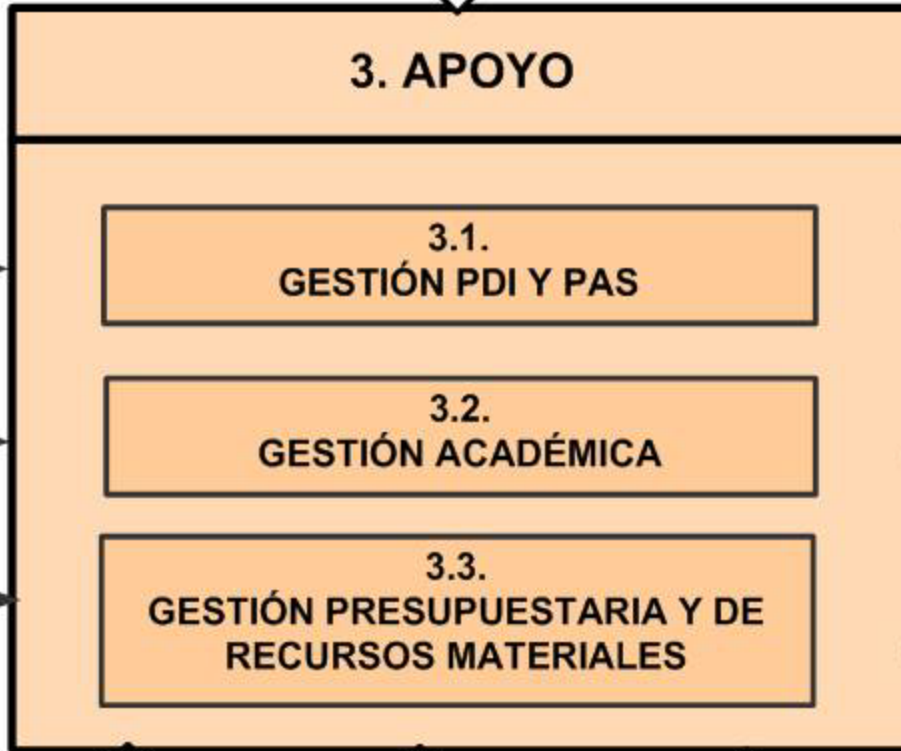 3. APOYO
3.1.
GESTIÓN PDI Y PAS
3.2.
GESTIÓN ACADÉMICA
3.3.
GESTIÓN PRESUPUESTARIA Y DE
RECURSOS MATERIALES